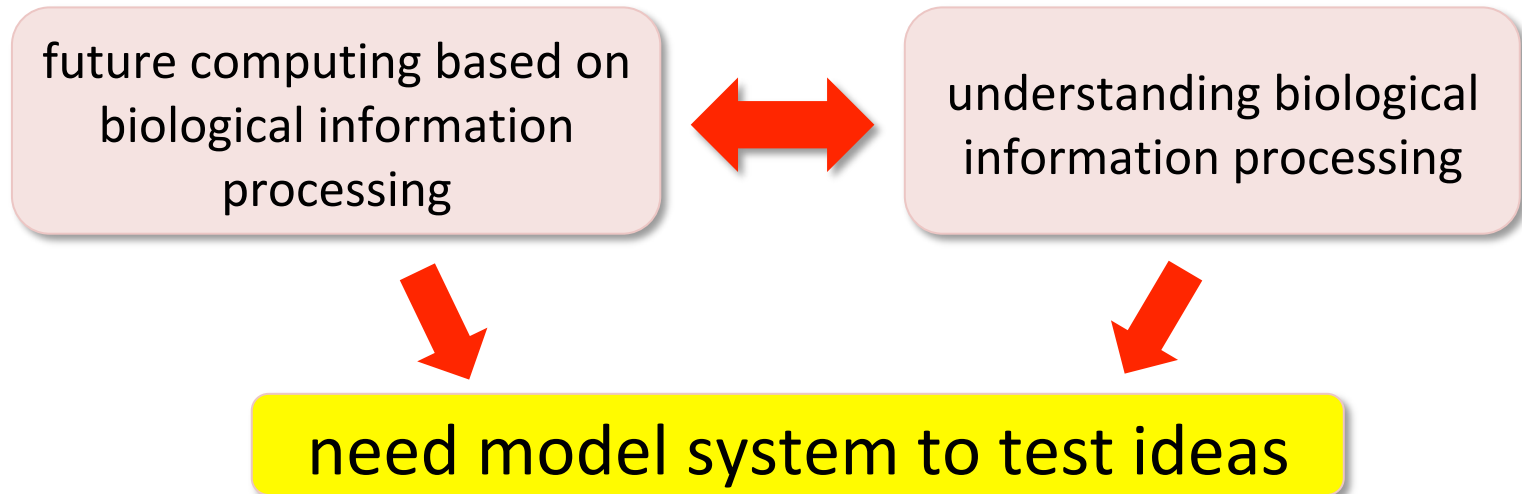 future computing based on
biological information
processing
understanding biological
information processing
need model system to test ideas